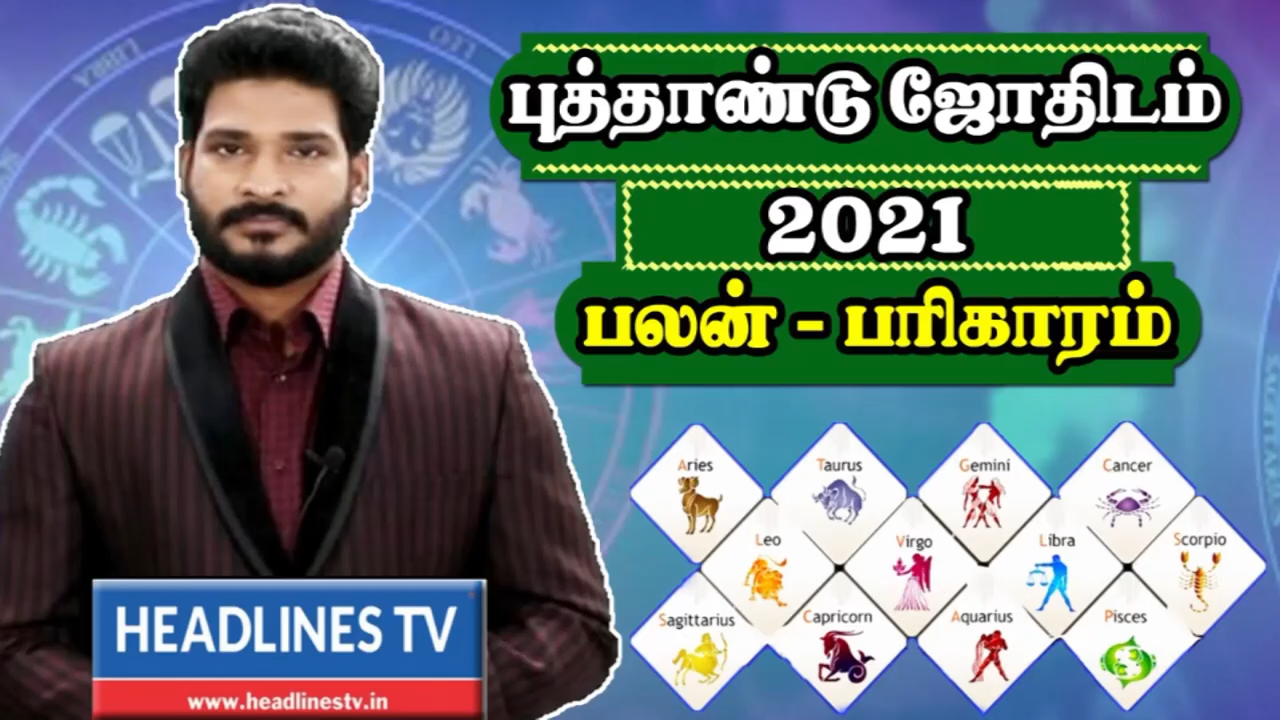 புத்தாண்டு ஜோதிடம்
2021
பலன் - பரிகாரம்
Aries
Taurus
Gemini
Cancer
Leo
Virgo
Libra
Scorpio
Sagittarius
Capricorn
Aquarius
Pisces
HEADLINES TV
www.headlinestv.in